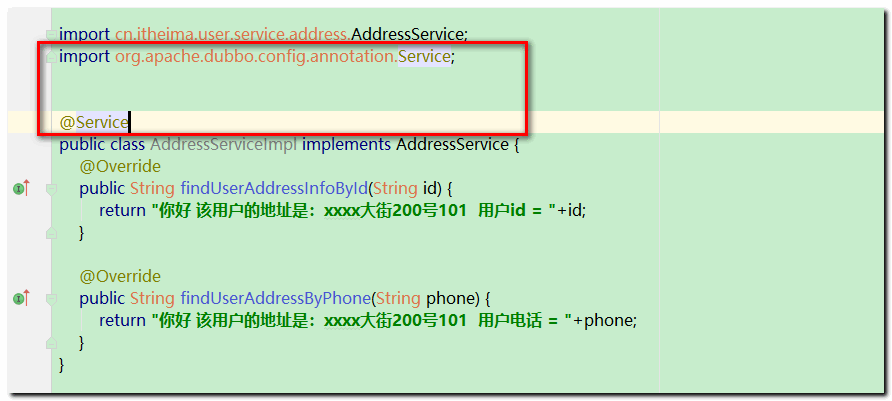 import cn.itheima.user.service.address.AddressService;
import org.apache.dubbo.config.annotation.Service;
@Service
public class AddressServiceImpl implements AddressService {
@Override
public String findUserAddressInfoById(String id) {
return "你好 该用户的地址是：xxxx大街200号101  用户id = "+id;
}
@Override
public String findUserAddressByPhone(String phone) {
return "你好 该用户的地址是：xxxx大街200号101  用户电话 = "+phone;
}
}